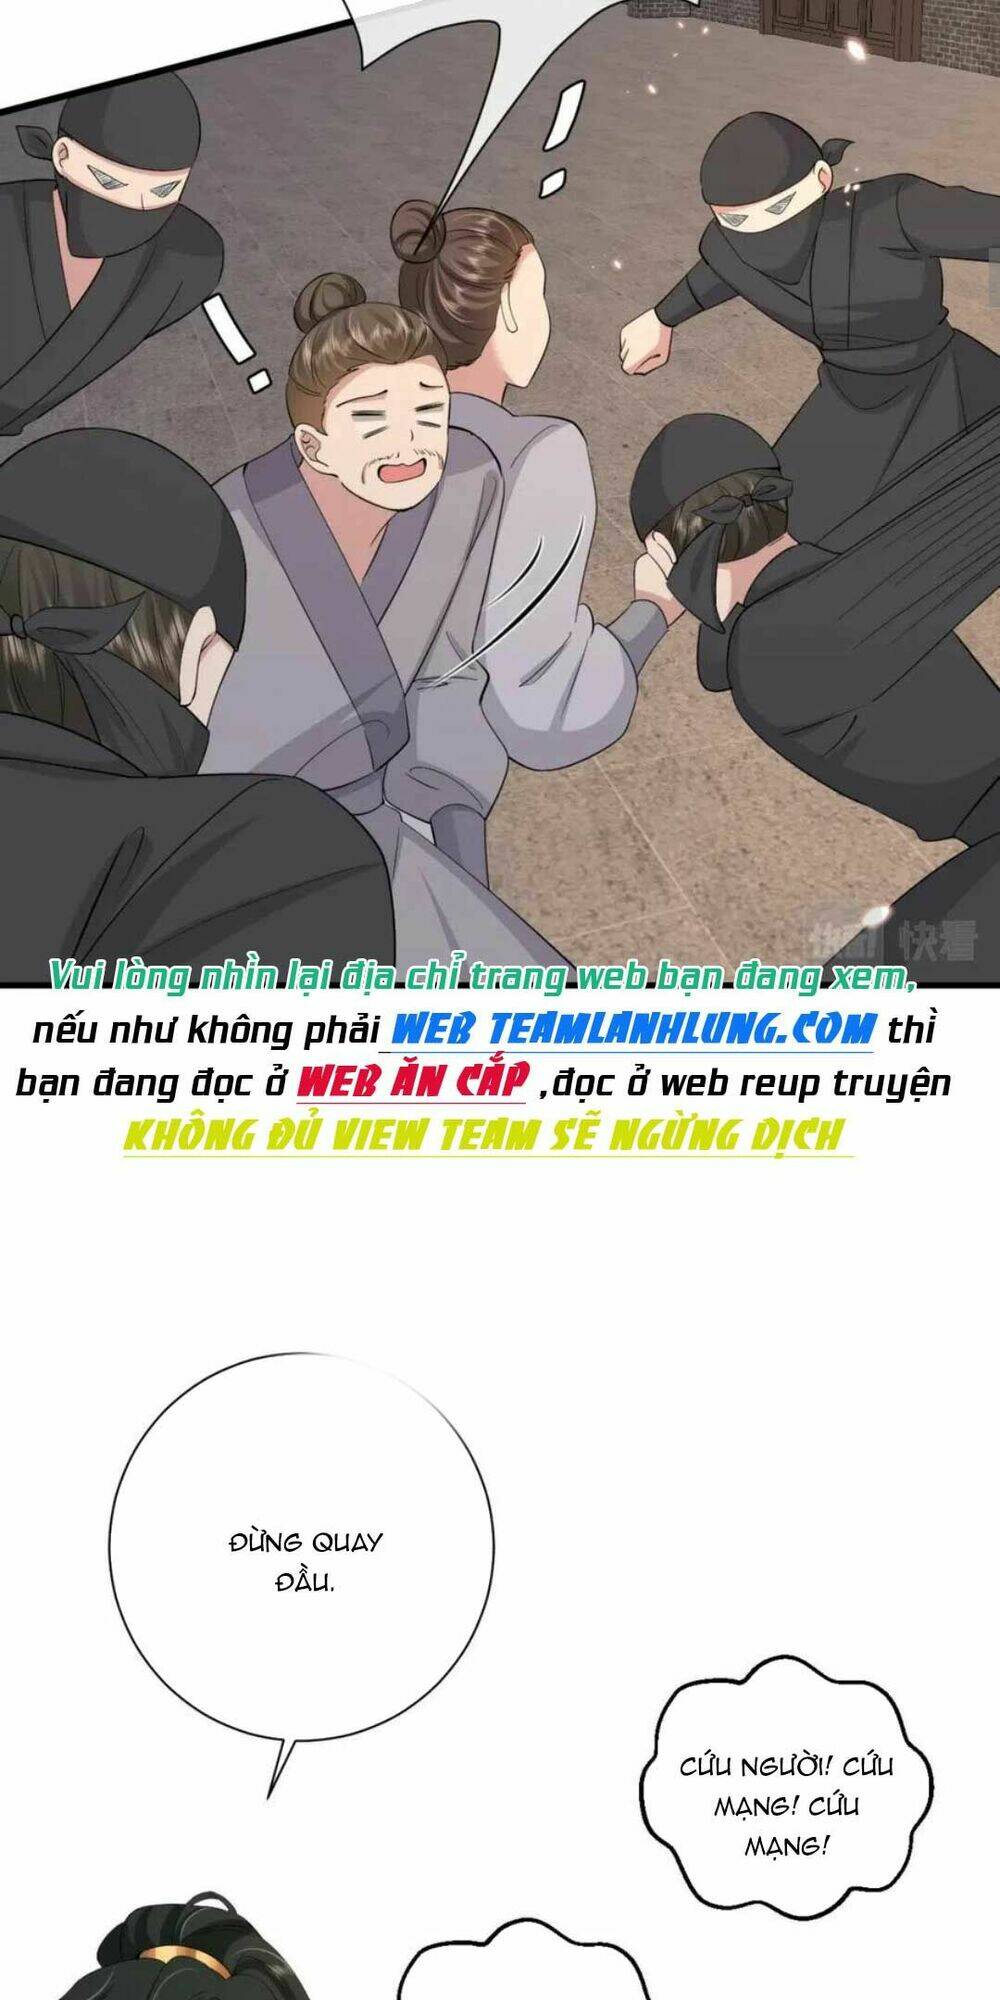 !
!
快看
Vui lòng nhìn lại địa chỉ trang web bạn đang xem,
nếu như không phải WEB TEAMLANHLUNG.COM thì
bạn đang đọc ở WEB ĂN CẮP ,đọc ở web reup truyện
KHÔNG ĐỦ VIEW TEAM SẼ NGỪNG DỊCH
ĐỪNG QUAY
ĐẦU.
CỨU NGƯỜI! CỨU
MẠNG! CỨU
MẠNG!